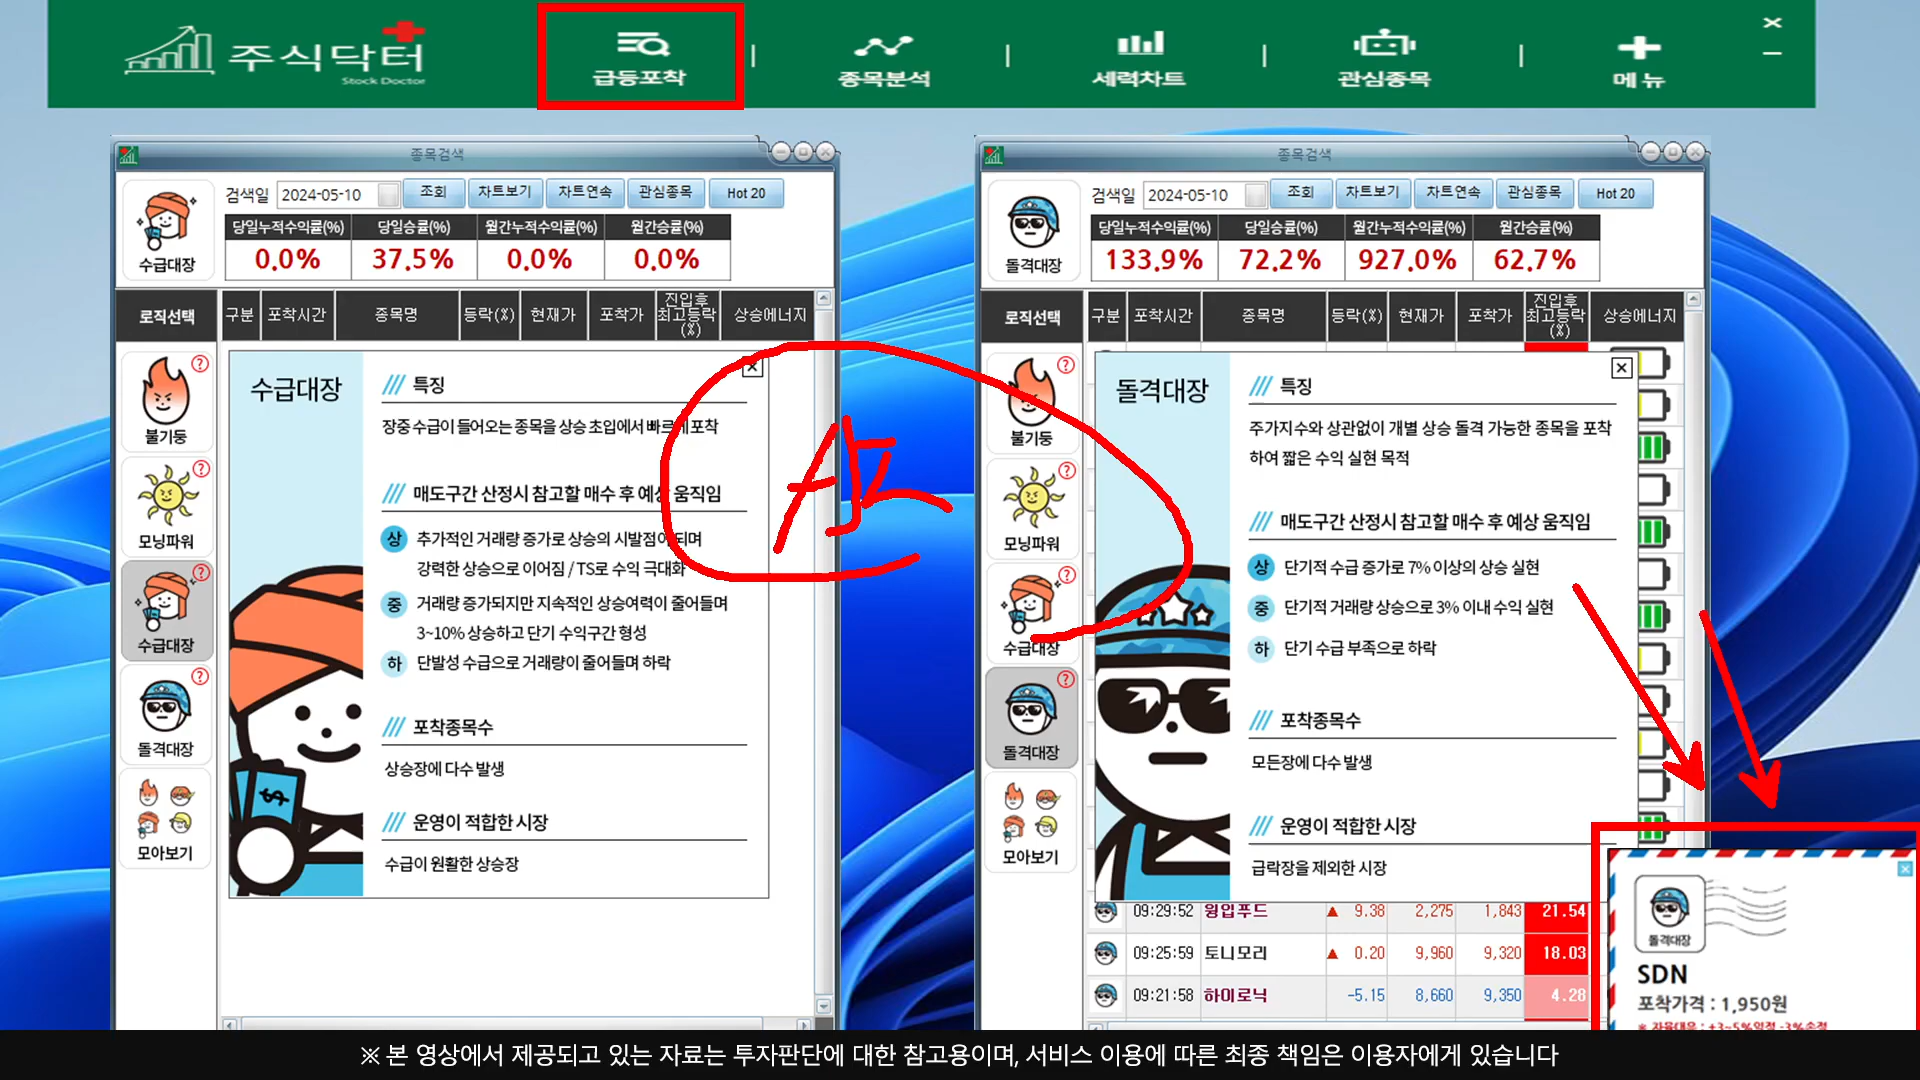 주식닥터
Stock Doctor
급등포착
종목분석
세력차트
관심종목
메뉴
종목검색
수급대장
검색일 2024-05-10 조회 차트보기 차트연속 관심종목 Hot 20
당일누적수익률(%) 당일승률(%) 월간누적수익률(%) 월간승률(%)
0.0% 37.5% 0.0% 0.0%
로직선택 구분 포착시간 종목명 등락(%) 현재가 포착가 진입후 최고등락 (%) 상승에너지
불기둥
모닝파워
수급대장
돌격대장
모아보기
수급대장
/// 특징
장중 수급이 들어오는 종목을 상승 초입에서 빠르게 포착
/// 매도구간 산정시 참고할 매수 후 예상 움직임
상 추가적인 거래량 증가로 상승의 시발점이 되며
강력한 상승으로 이어짐 / TS로 수익 극대화
중 거래량 증가되지만 지속적인 상승여력이 줄어들며
3~10% 상승하고 단기 수익구간 형성
하 단발성 수급으로 거래량이 줄어들며 하락
/// 포착종목수
상승장에 다수 발생
/// 운영이 적합한 시장
수급이 원활한 상승장
종목검색
돌격대장
검색일 2024-05-10 조회 차트보기 차트연속 관심종목 Hot 20
당일누적수익률(%) 당일승률(%) 월간누적수익률(%) 월간승률(%)
133.9% 72.2% 927.0% 62.7%
로직선택 구분 포착시간 종목명 등락(%) 현재가 포착가 진입후 최고등락 (%) 상승에너지
불기둥
모닝파워
수급대장
돌격대장
모아보기
돌격대장
/// 특징
주가지수와 상관없이 개별 상승 돌격 가능한 종목을 포착
하여 짧은 수익 실현 목적
/// 매도구간 산정시 참고할 매수 후 예상 움직임
상 단기적 수급 증가로 7% 이상의 상승 실현
중 단기적 거래량 상승으로 3% 이내 수익 실현
하 단기 수급 부족으로 하락
/// 포착종목수
모든장에 다수 발생
/// 운영이 적합한 시장
급락장을 제외한 시장
09:29:52 윙입푸드 ▲ 9.38 2,275 1,843 21.54
09:25:59 토니모리 ▲ 0.20 9,960 9,320 18.03
09:21:58 하이로닉 -5.15 8,660 9,350 4.28
돌격대장
SDN
포착가격 : 1,950원
※ 본 영상에서 제공되고 있는 자료는 투자판단에 대한 참고용이며, 서비스 이용에 따른 최종 책임은 이용자에게 있습니다